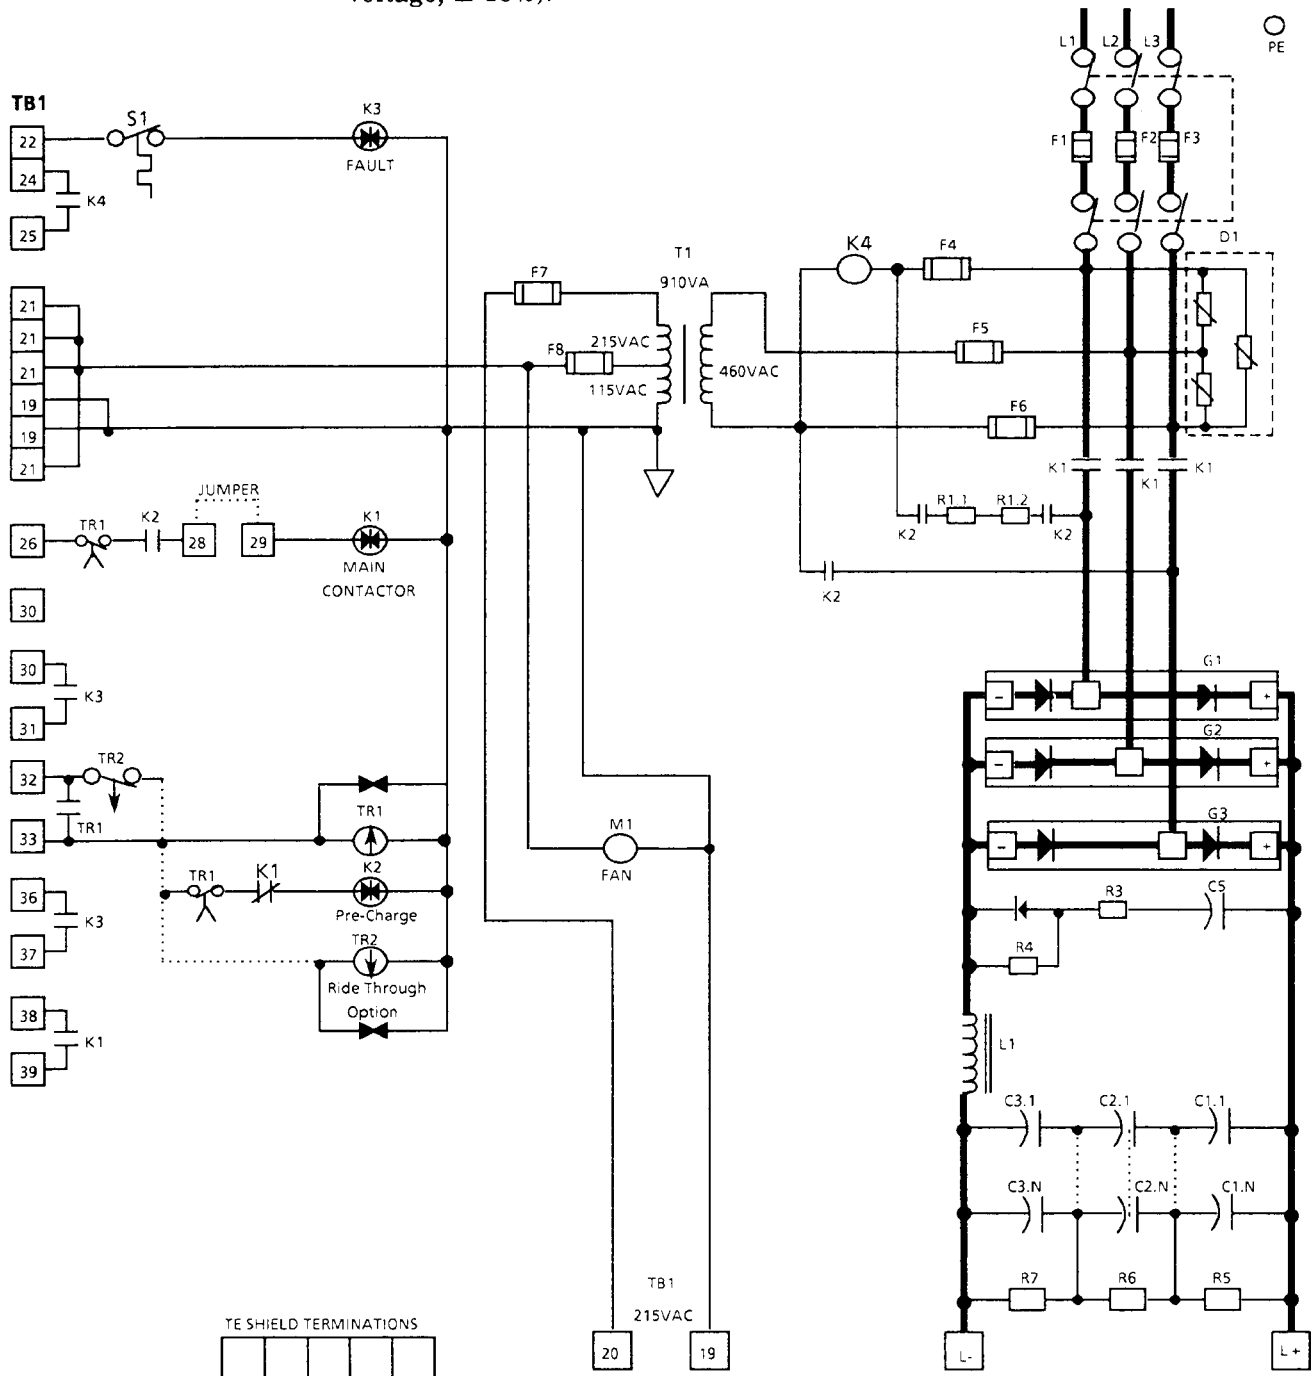 voltage, ± 10%).
L1 L2 L3
PE
TB1
22
S1
K3
FAULT
24
K4
25
F1 F2 F3
D1
T1
910VA
K4
F4
F7
21
21
215VAC
F5
F8
21
115VAC
460VAC
19
F6
19
21
K1 K1 K1
JUMPER
TR1 K2
K1
R1.1 R1.2
26
28
29
K2 K2
MAIN
CONTACTOR
K2
30
30
K3
31
G1
- +
G2
- +
G3
- +
TR2
32
TR1
TR1
33
M1
FAN
TR1 K1 K2
36
Pre-Charge
K3
37
TR2
Ride Through
Option
R3 C5
R4
38
K1
39
L1
C3.1 C2.1 C1.1
C3.N C2.N C1.N
R7 R6 R5
TB1
215VAC
TE SHIELD TERMINATIONS
20
19
L-
L+